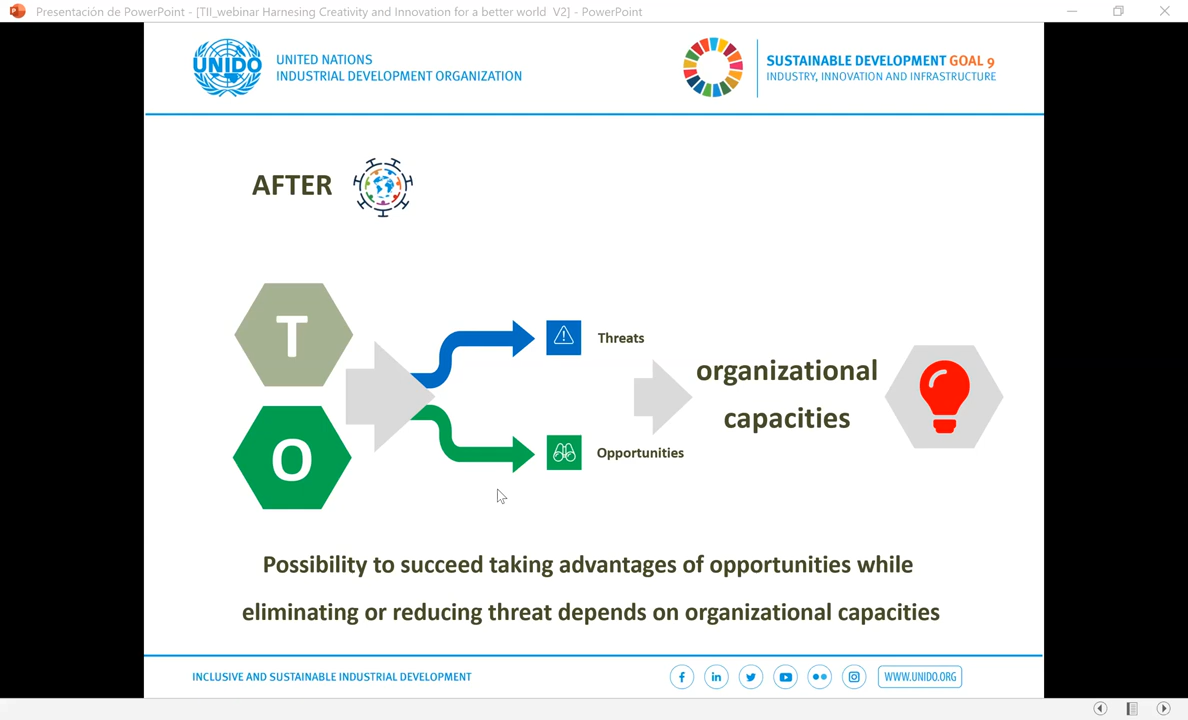 Presentación de PowerPoint - [TII_webinar Harnesing Creativity and Innovation for a better world V2] - PowerPoint
UNIDO
UNITED NATIONS
INDUSTRIAL DEVELOPMENT ORGANIZATION
SUSTAINABLE DEVELOPMENT GOAL 9
INDUSTRY, INNOVATION AND INFRASTRUCTURE
AFTER
T
O
Threats
Opportunities
organizational
capacities
Possibility to succeed taking advantages of opportunities while
eliminating or reducing threat depends on organizational capacities
INCLUSIVE AND SUSTAINABLE INDUSTRIAL DEVELOPMENT
WWW.UNIDO.ORG